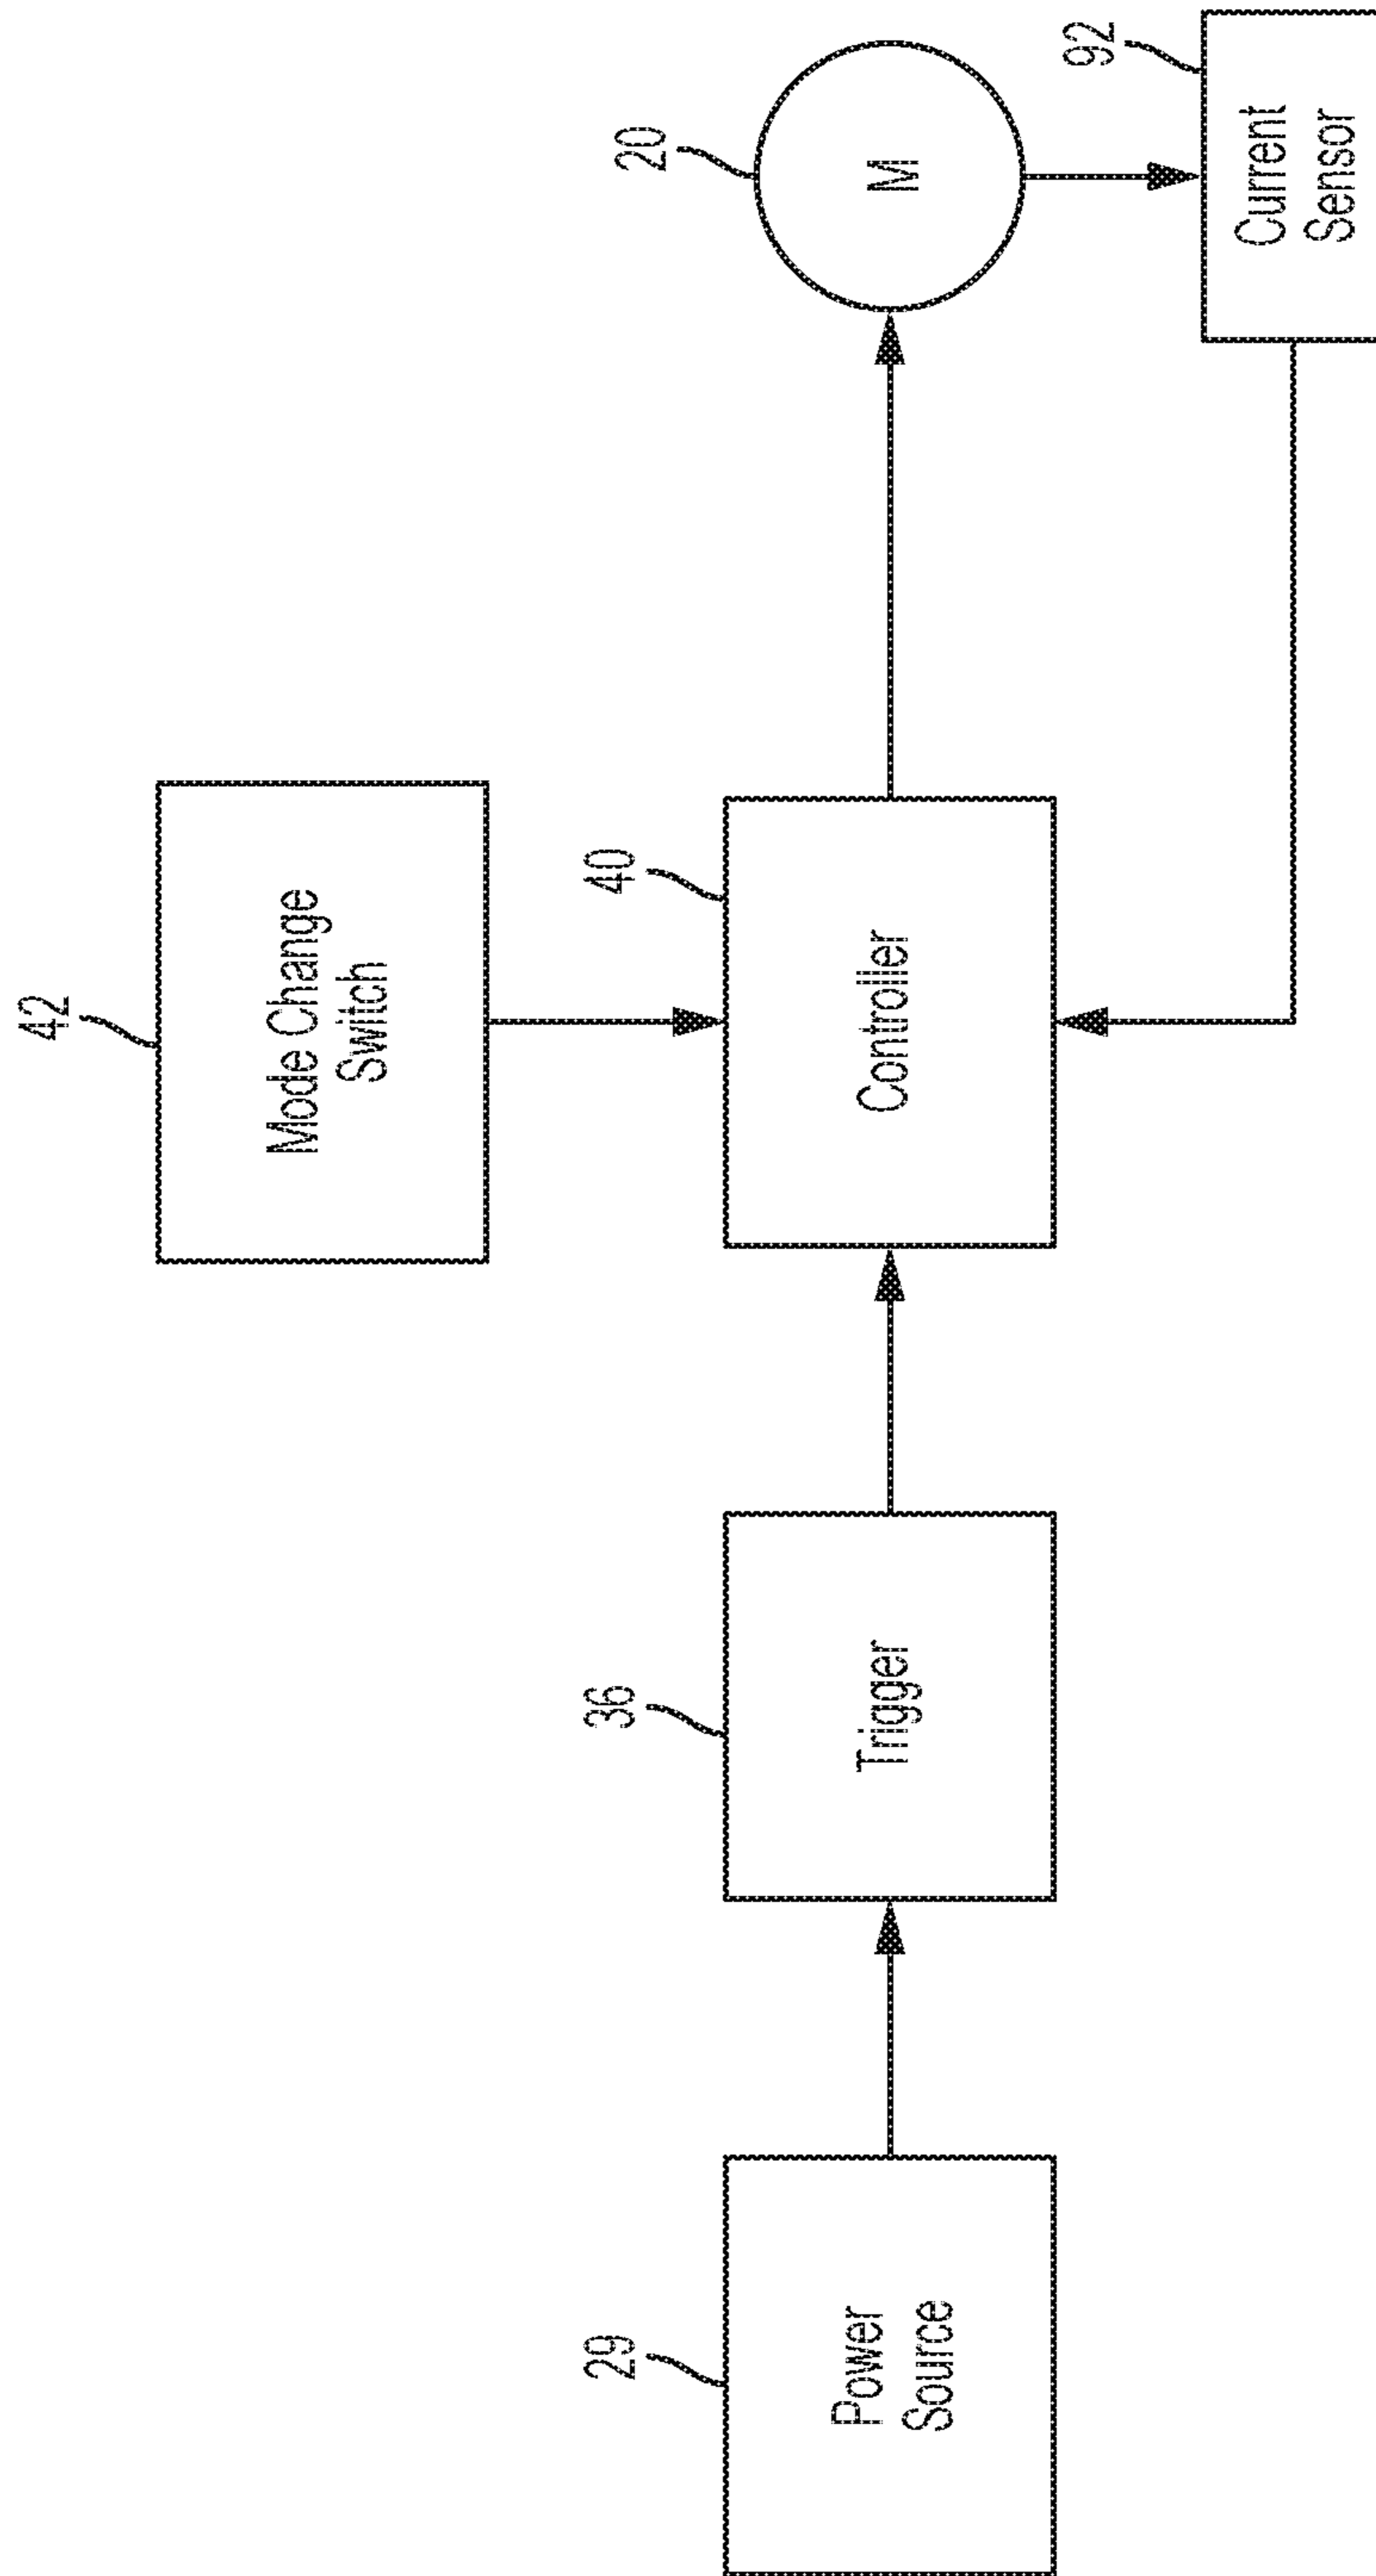 42
Mode Change
Switch
29
Power
Source
36
Trigger
40
Controller
20
M
92
Current
Sensor